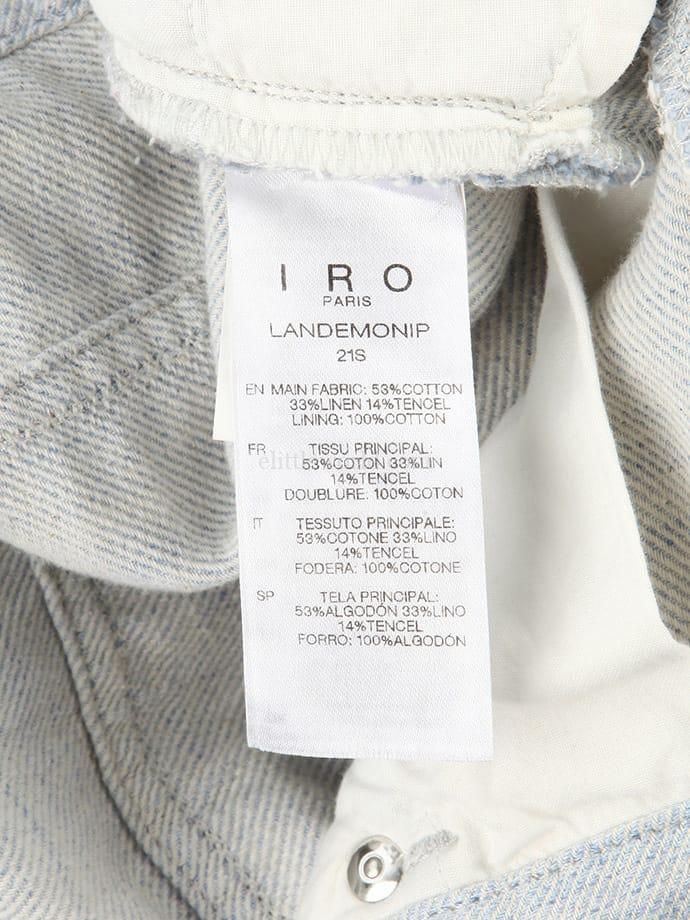 I R O
PARIS
LANDEMONIP
21S
EN MAIN FABRIC: 53%COTTON
33%LINEN 14%TENCEL
LINING: 100%COTTON
FR TISSU PRINCIPAL:
53%COTON 33%LIN
14%TENCEL
DOUBLURE: 100%COTON
IT TESSUTO PRINCIPALE:
53%COTONE 33%LINO
14%TENCEL
FODERA: 100%COTONE
SP TELA PRINCIPAL:
53%ALGODÓN 33%LINO
14%TENCEL
FORRO: 100%ALGODÓN